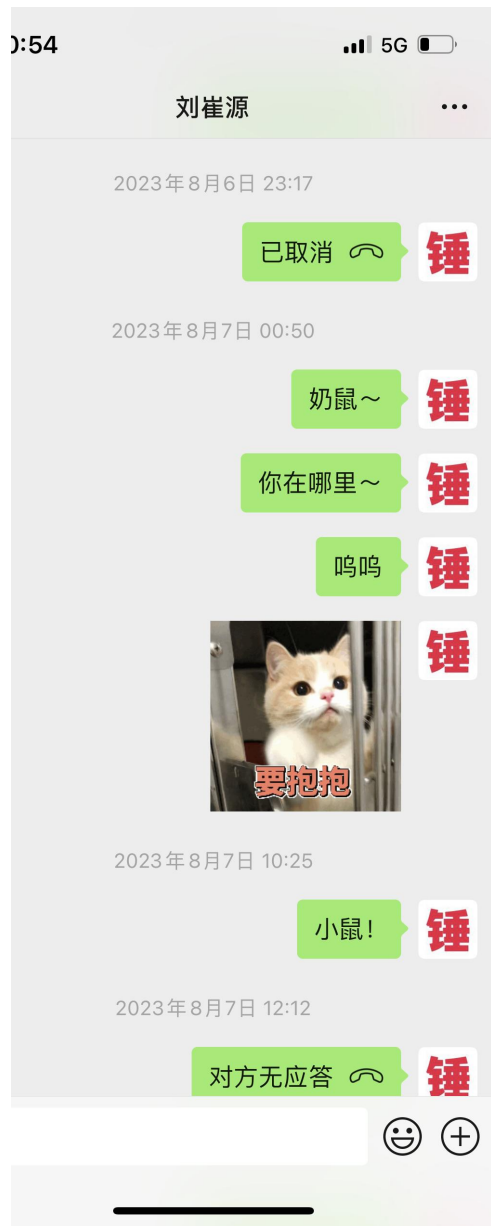 0:54
5G
刘崔源
2023年8月6日 23:17
已取消
锤
2023年8月7日 00:50
奶鼠～
锤
你在哪里～
锤
呜呜
锤
锤
要抱抱
2023年8月7日 10:25
小鼠！
锤
2023年8月7日 12:12
对方无应答
锤